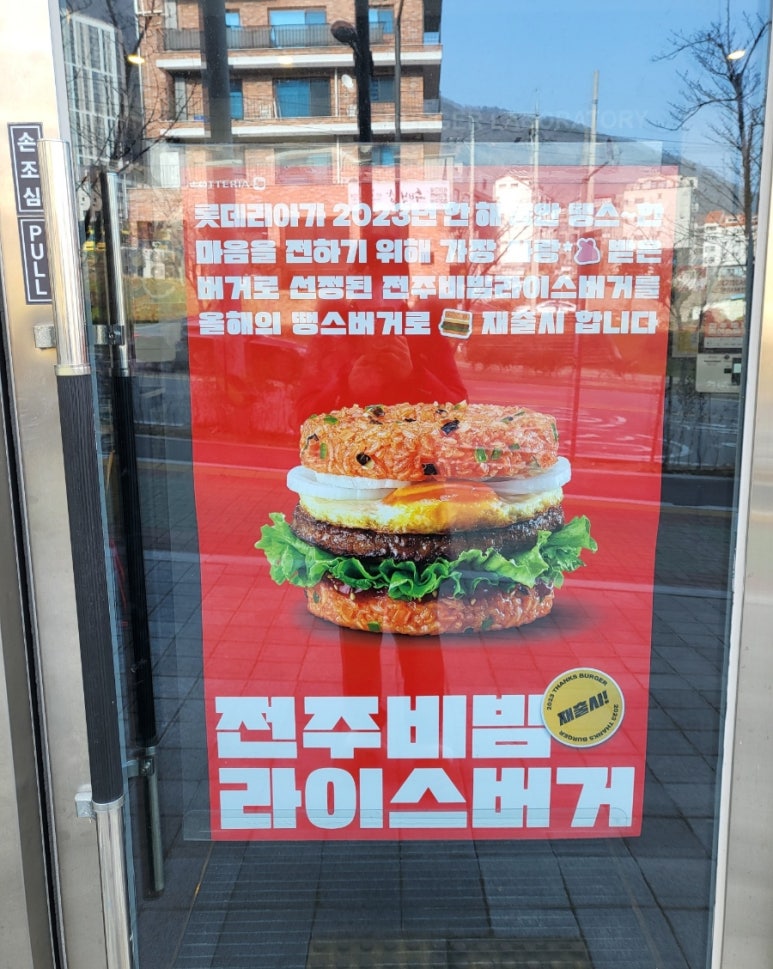 손조심
PULL
LOTTERIA
롯데리아가 2023년 한 해
마음을 전하기 위해 가장 받은
버거로 선정된 전주비빔라이스버거를
올해의 땡스버거로 재출시 합니다
전주비빔
라이스버거
2023 THANKS BURGER
재출시!
2023 THANKS BURGER